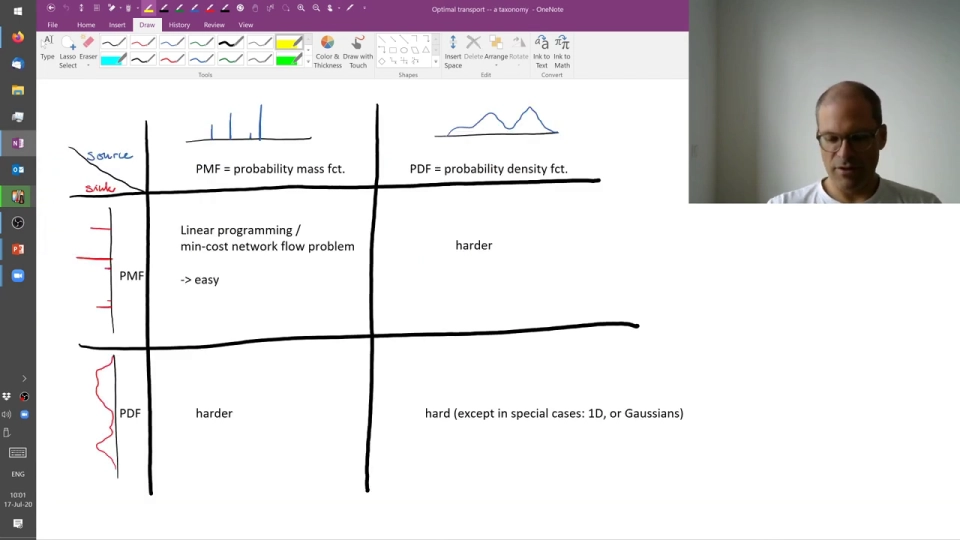 Optimal transport -- a taxonomy - OneNote
File Home Insert Draw History Review View
Type Lasso Select Eraser Color & Thickness Draw with Touch Insert Space Delete Arrange Rotate Ink to Text Ink to Math
Tools Shapes Edit Convert
source
sink
PMF = probability mass fct.
PDF = probability density fct.
PMF
Linear programming /
min-cost network flow problem
-> easy
harder
PDF
harder
hard (except in special cases: 1D, or Gaussians)
ENG
10:01
17-Jul-20